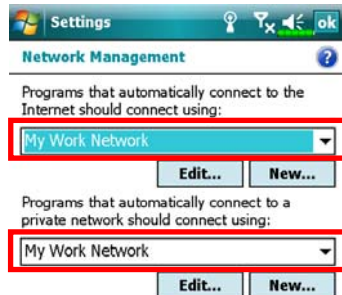 Settings ok
Network Management ?
Programs that automatically connect to the
Internet should connect using:
My Work Network
Edit... New...
Programs that automatically connect to a
private network should connect using:
My Work Network
Edit... New...